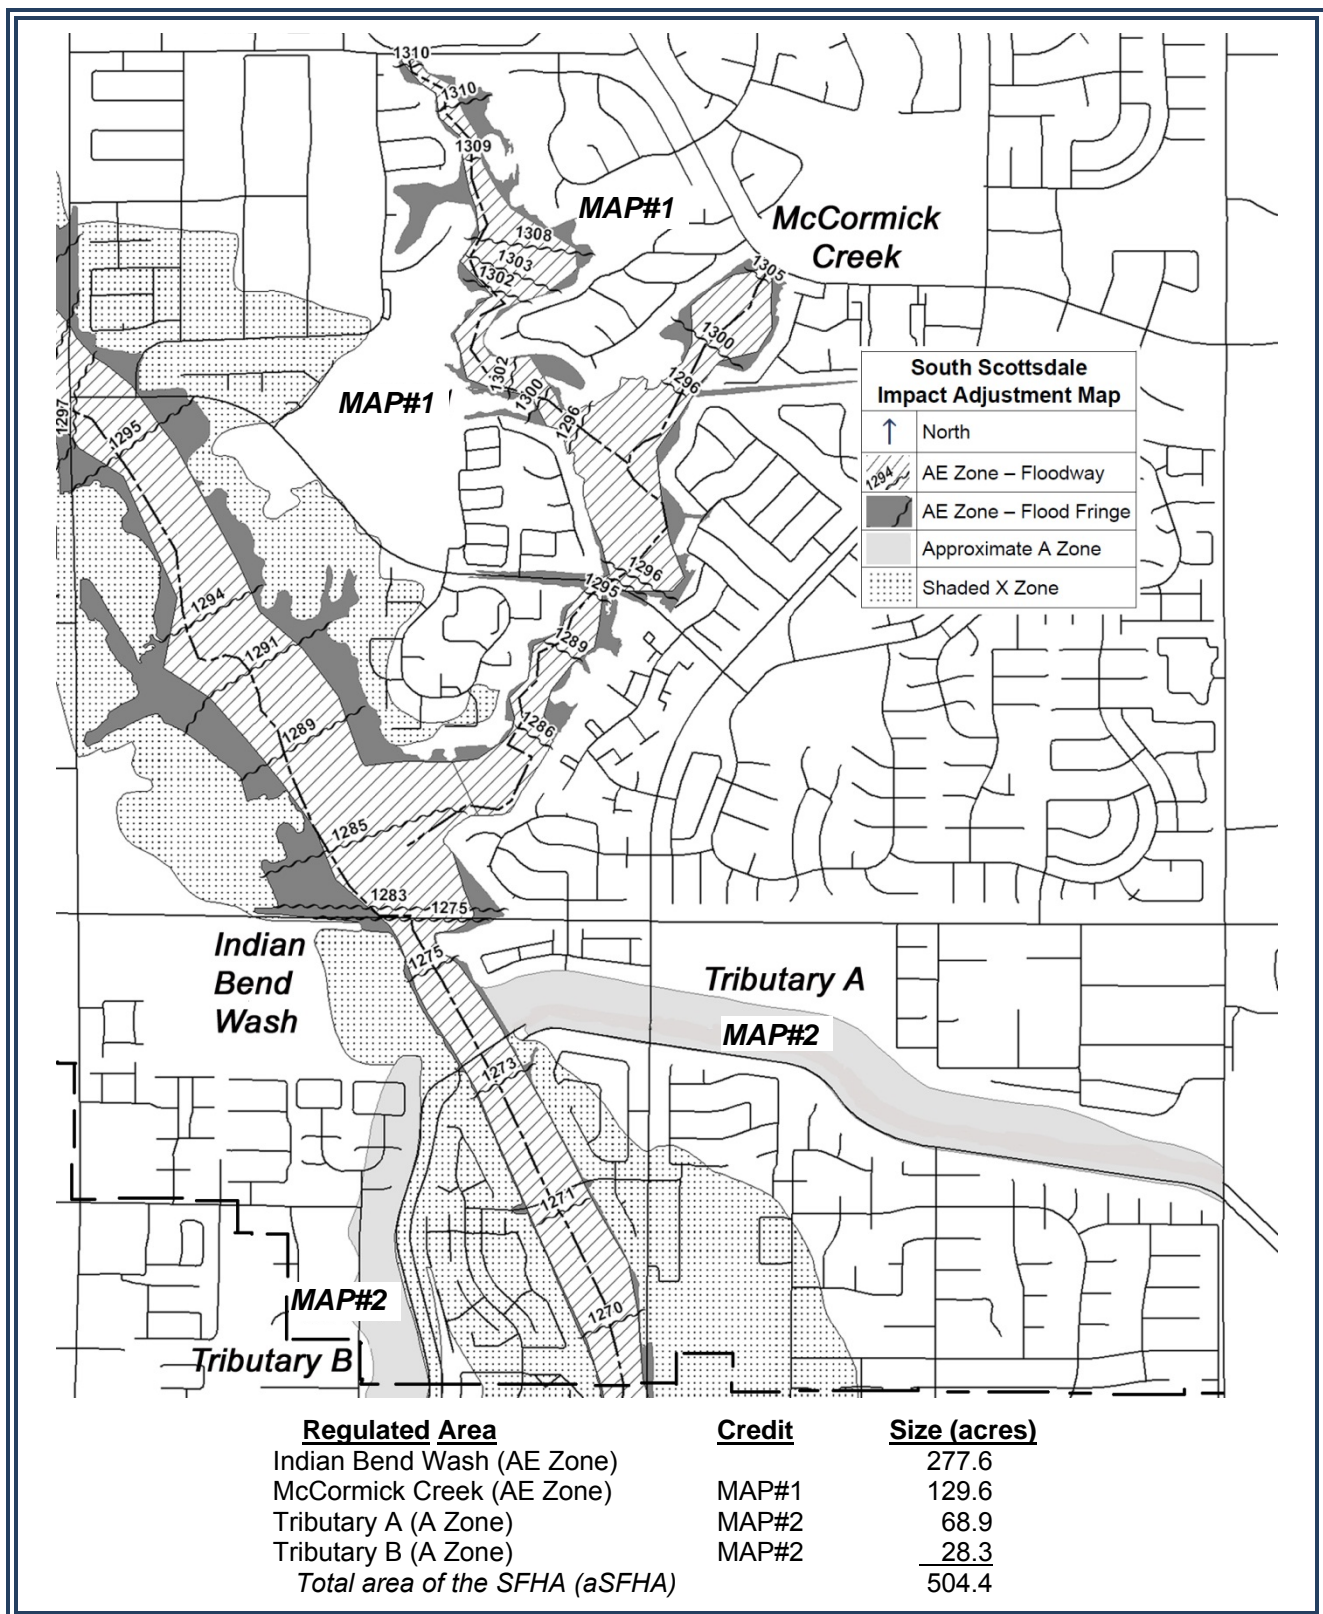 1310
1310
1309
MAP#1
McCormick
Creek
1308
1303
1302
1305
1300
1302
1300
1296
1296
MAP#1
1297
1295
South Scottsdale
Impact Adjustment Map
North
1294 AE Zone – Floodway
AE Zone – Flood Fringe
Approximate A Zone
Shaded X Zone
1296
1295
1294
1289
1291
1289
1286
1285
1283
1275
Indian
Bend
Wash
1275
Tributary A
MAP#2
1273
1271
MAP#2
1270
Tributary B
Regulated Area Credit Size (acres)
Indian Bend Wash (AE Zone) 277.6
McCormick Creek (AE Zone) MAP#1 129.6
Tributary A (A Zone) MAP#2 68.9
Tributary B (A Zone) MAP#2 28.3
Total area of the SFHA (aSFHA) 504.4